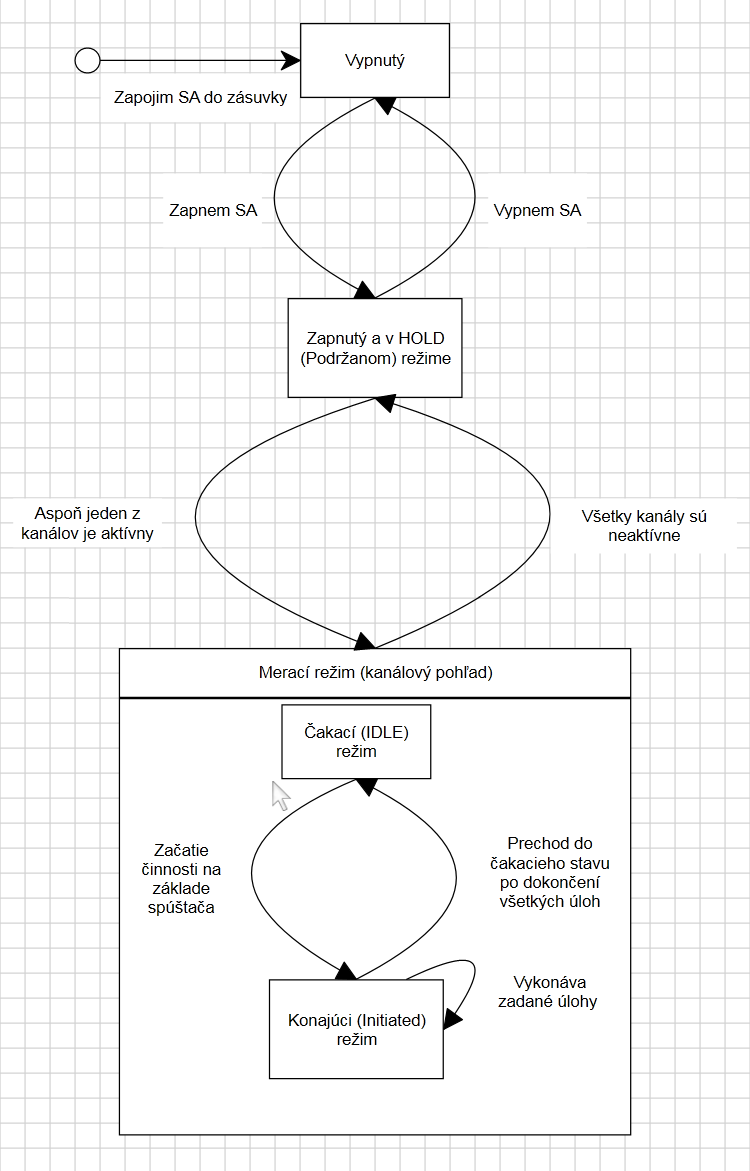 Vypnutý
Zapojim SA do zásuvky
Zapnem SA
Vypnem SA
Zapnutý a v HOLD
(Podržanom) režime
Aspoň jeden z
kanálov je aktívny
Všetky kanály sú
neaktívne
Merací režim (kanálový pohľad)
Čakací (IDLE)
režim
Začatie
činnosti na
základe
spúštača
Prechod do
čakacieho stavu
po dokončení
všetkých úloh
Vykonáva
zadané úlohy
Konajúci (Initiated)
režim